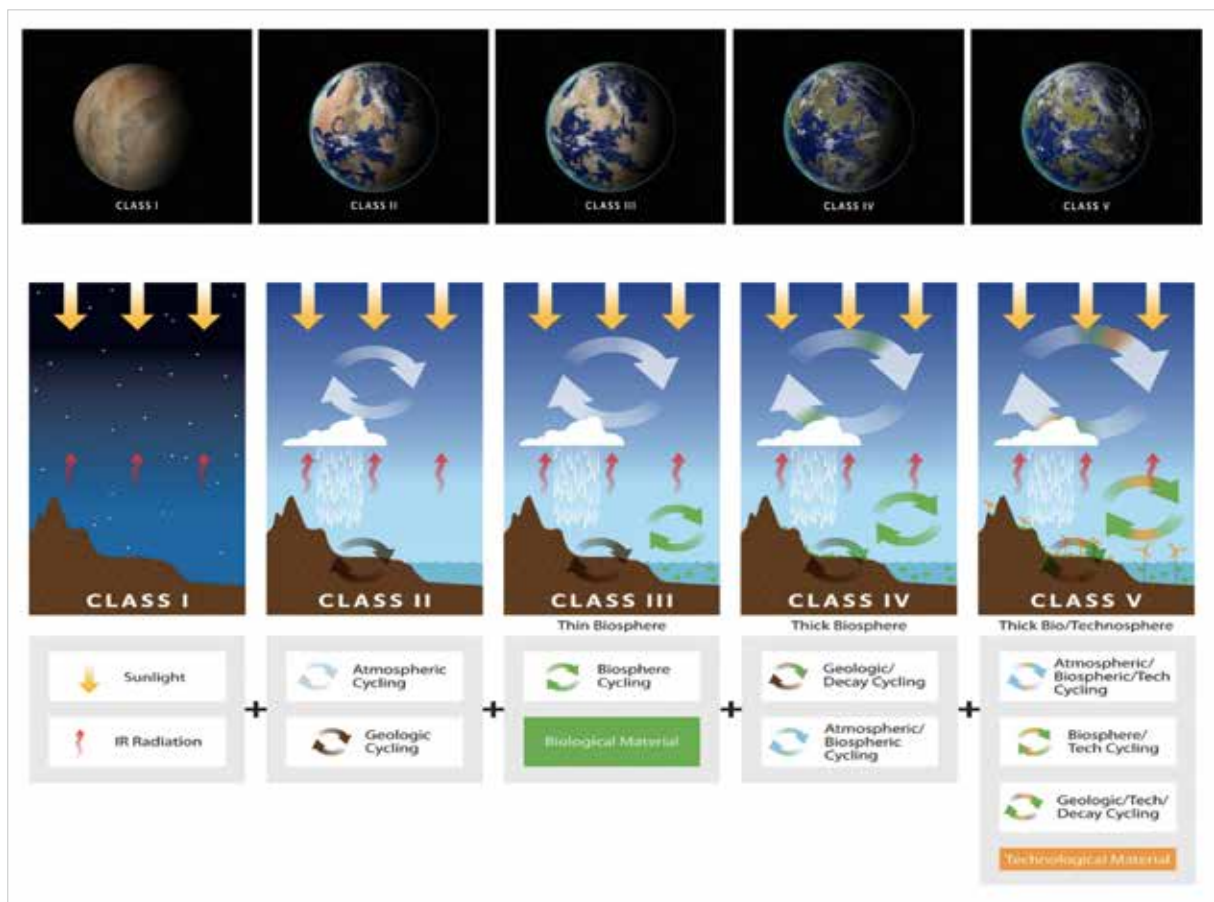 CLASS I
CLASS II
CLASS III
CLASS IV
CLASS V
CLASS I
CLASS II
CLASS III
CLASS IV
CLASS V
Thin Biosphere
Thick Biosphere
Thick Bio/Technosphere
Sunlight
IR Radiation
+
Atmospheric
Cycling
Geologic
Cycling
+
Biosphere
Cycling
Biological Material
+
Geologic/
Decay Cycling
Atmospheric/
Biospheric
Cycling
+
Atmospheric/
Biospheric/Tech
Cycling
Biosphere/
Tech Cycling
Geologic/Tech/
Decay Cycling
Technological Material